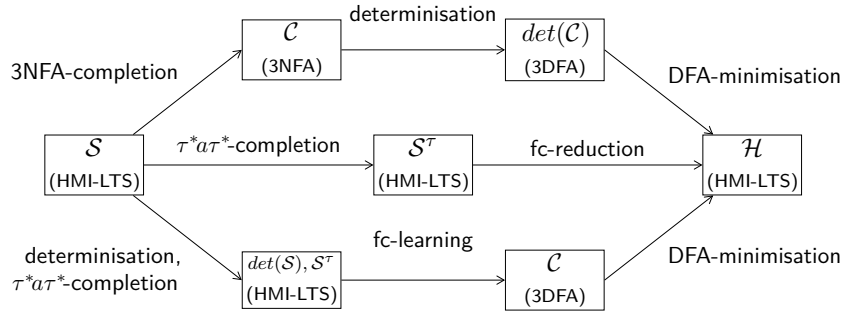 determinisation
C
(3NFA)
det(C)
(3DFA)
3NFA-completion
DFA-minimisation
S
(HMI-LTS)
τ*aτ*-completion
S^τ
(HMI-LTS)
fc-reduction
H
(HMI-LTS)
determinisation,
τ*aτ*-completion
det(S), S^τ
(HMI-LTS)
fc-learning
C
(3DFA)
DFA-minimisation